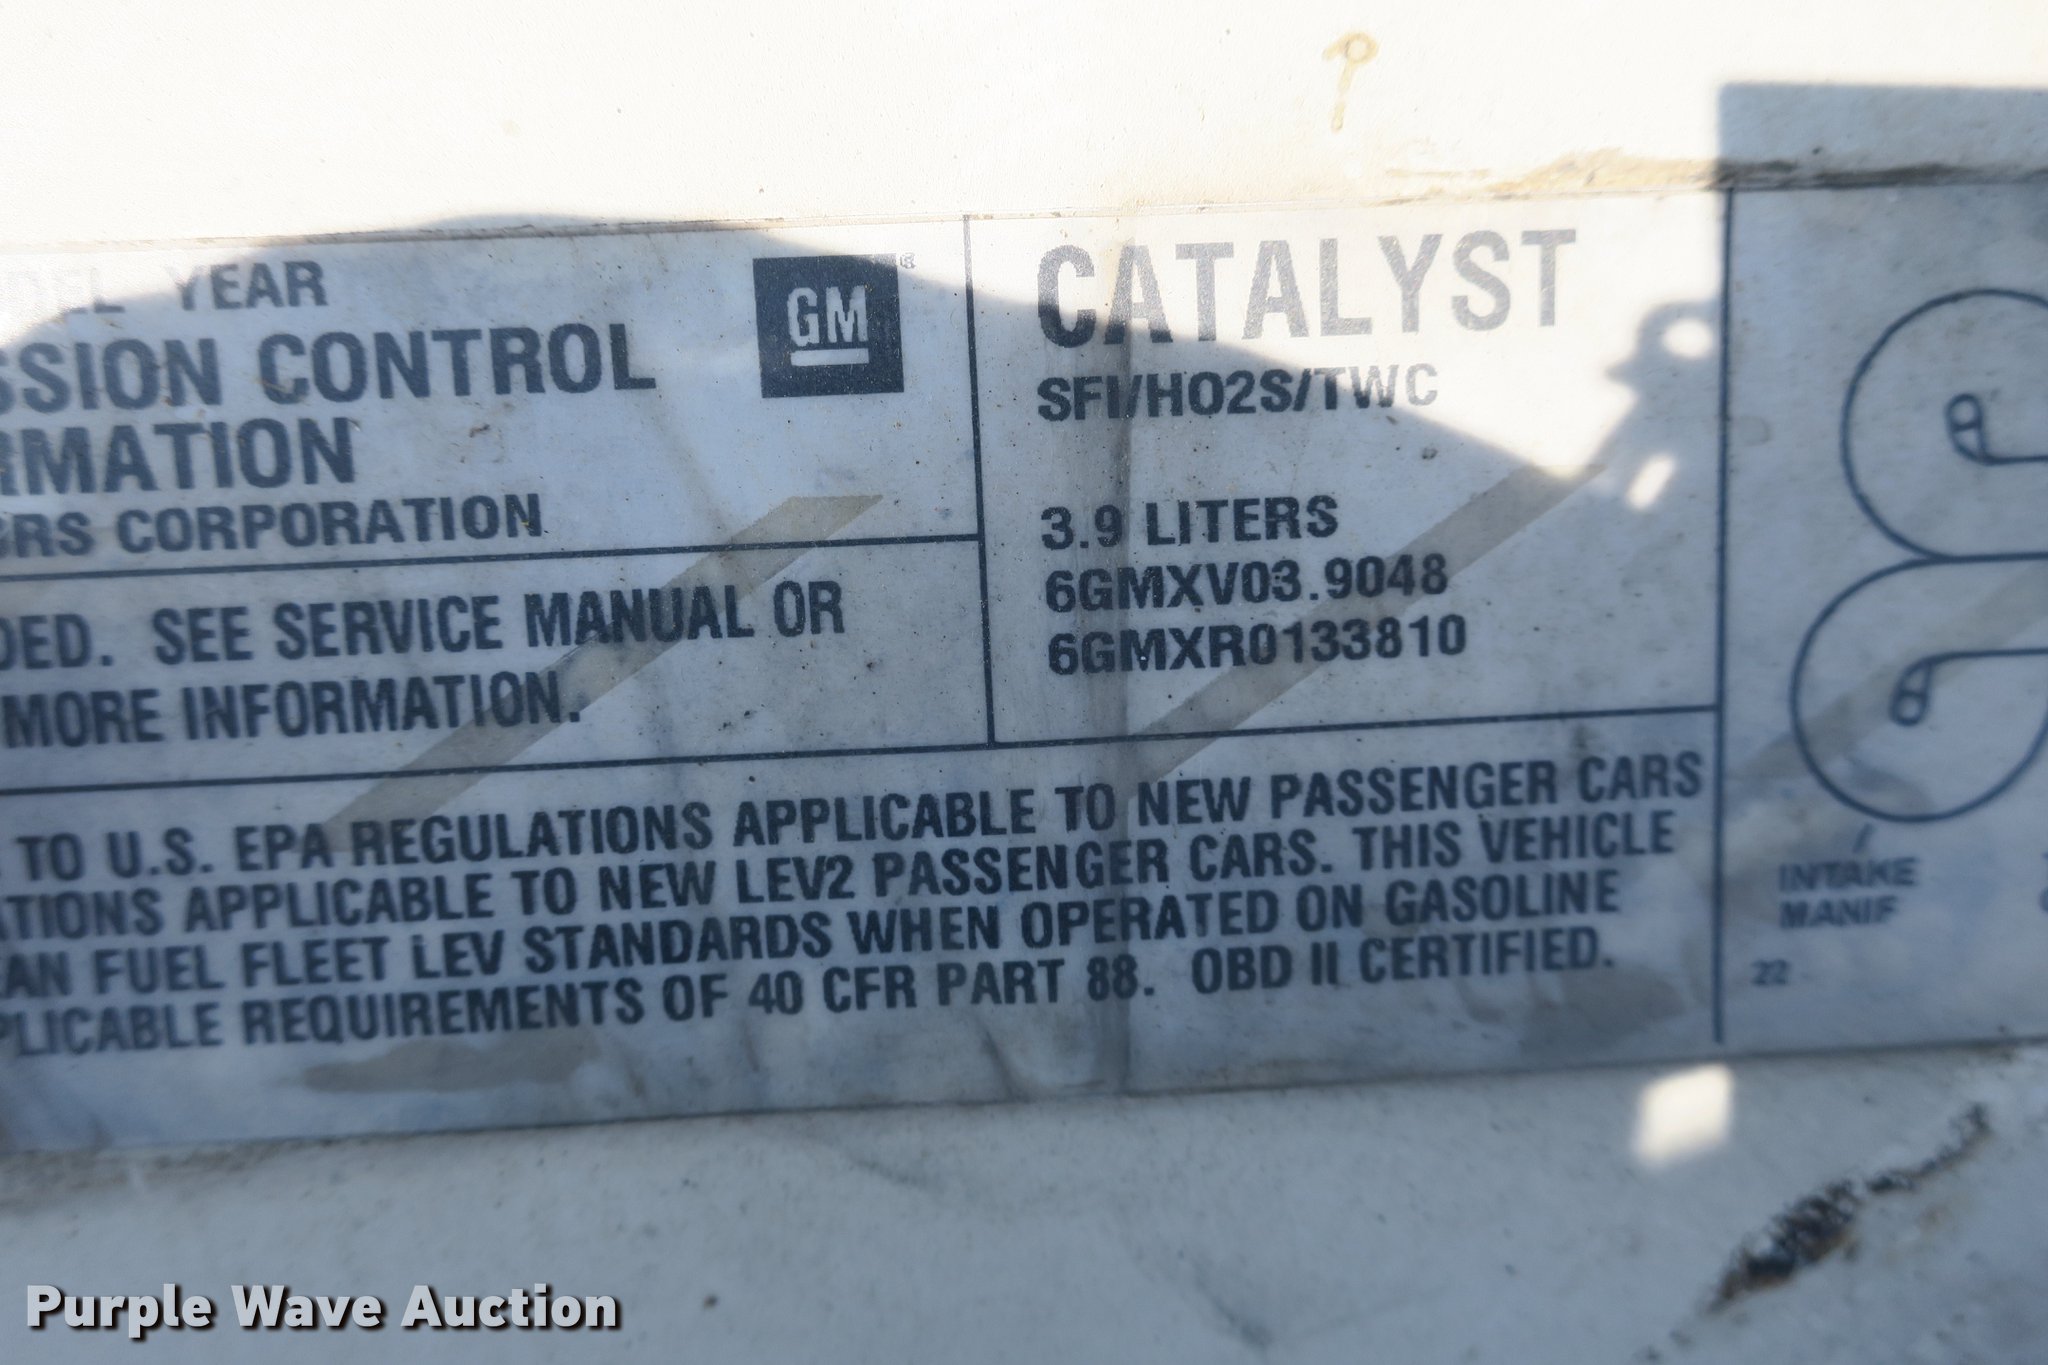 YEAR
SSION CONTROL
RMATION
GM®
ORS CORPORATION
DED. SEE SERVICE MANUAL OR
MORE INFORMATION.
CATALYST
SFI/HO2S/TWC
3.9 LITERS
6GMXV03.9048
6GMXR0133810
TO U.S. EPA REGULATIONS APPLICABLE TO NEW PASSENGER CARS
ATIONS APPLICABLE TO NEW LEV2 PASSENGER CARS. THIS VEHICLE
EAN FUEL FLEET LEV STANDARDS WHEN OPERATED ON GASOLINE
PLICABLE REQUIREMENTS OF 40 CFR PART 88. OBD II CERTIFIED.
INTAKE
MANIF
22
Purple Wave Auction